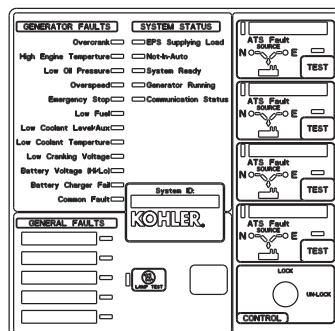 GENERATOR FAULTS
Overcrank
High Engine Temperture
Low Oil Pressure
Overspeed
Emergency Stop
Low Fuel
Low Coolant Level-Aux
Low Coolant Temperture
Low Cranking Voltage
Battery Voltage (Hi-Lo)
Battery Charger Fail
Common Fault
SYSTEM STATUS
EPS Supplying Load
Not-In-Auto
System Ready
Generator Running
Communication Status
System ID:
KOHLER.
GENERAL FAULTS
LAMP TEST
ATS Fault
SOURCE
N E
TEST
ATS Fault
SOURCE
N E
TEST
ATS Fault
SOURCE
N E
TEST
ATS Fault
SOURCE
N E
TEST
LOCK
UN-LOCK
CONTROL